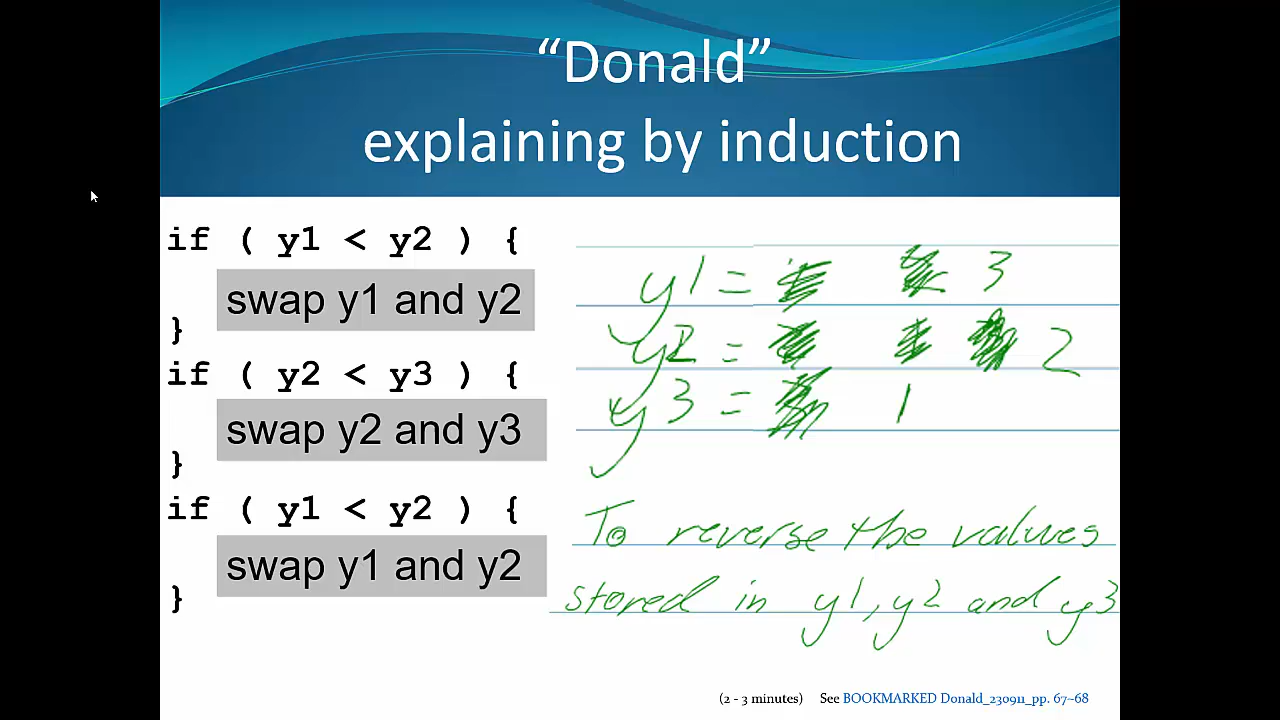 “Donald”
explaining by induction
if ( y1 < y2 ) {
swap y1 and y2
}
if ( y2 < y3 ) {
swap y2 and y3
}
if ( y1 < y2 ) {
swap y1 and y2
}
y1 = 3
y2 = 2
y3 = 1
To reverse the values
stored in y1, y2 and y3
(2 - 3 minutes) See BOOKMARKED Donald_230911_pp. 67~68